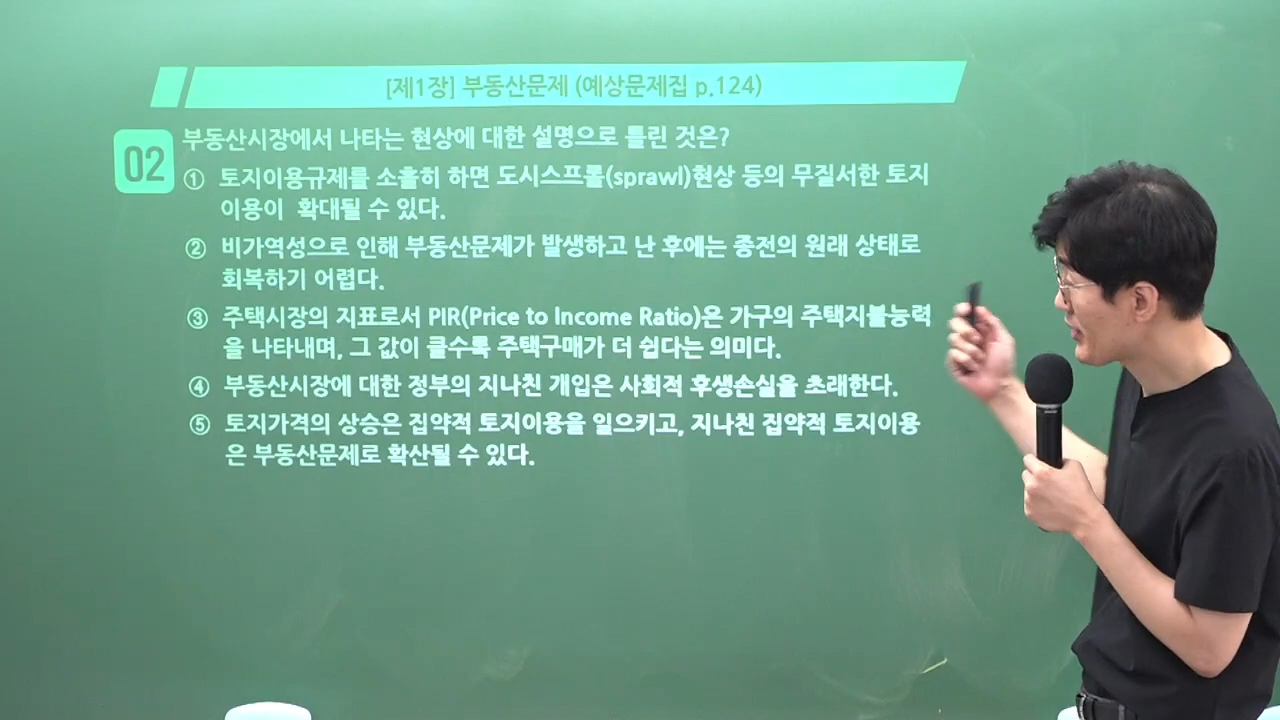 [제1장] 부동산문제 (예상문제집 p.124)
02
부동산시장에서 나타는 현상에 대한 설명으로 틀린 것은?
① 토지이용규제를 소홀히 하면 도시스프롤(sprawl)현상 등의 무질서한 토지
이용이 확대될 수 있다.
② 비가역성으로 인해 부동산문제가 발생하고 난 후에는 종전의 원래 상태로
회복하기 어렵다.
③ 주택시장의 지표로서 PIR(Price to Income Ratio)은 가구의 주택지불능력
을 나타내며, 그 값이 클수록 주택구매가 더 쉽다는 의미다.
④ 부동산시장에 대한 정부의 지나친 개입은 사회적 후생손실을 초래한다.
⑤ 토지가격의 상승은 집약적 토지이용을 일으키고, 지나친 집약적 토지이용
은 부동산문제로 확산될 수 있다.